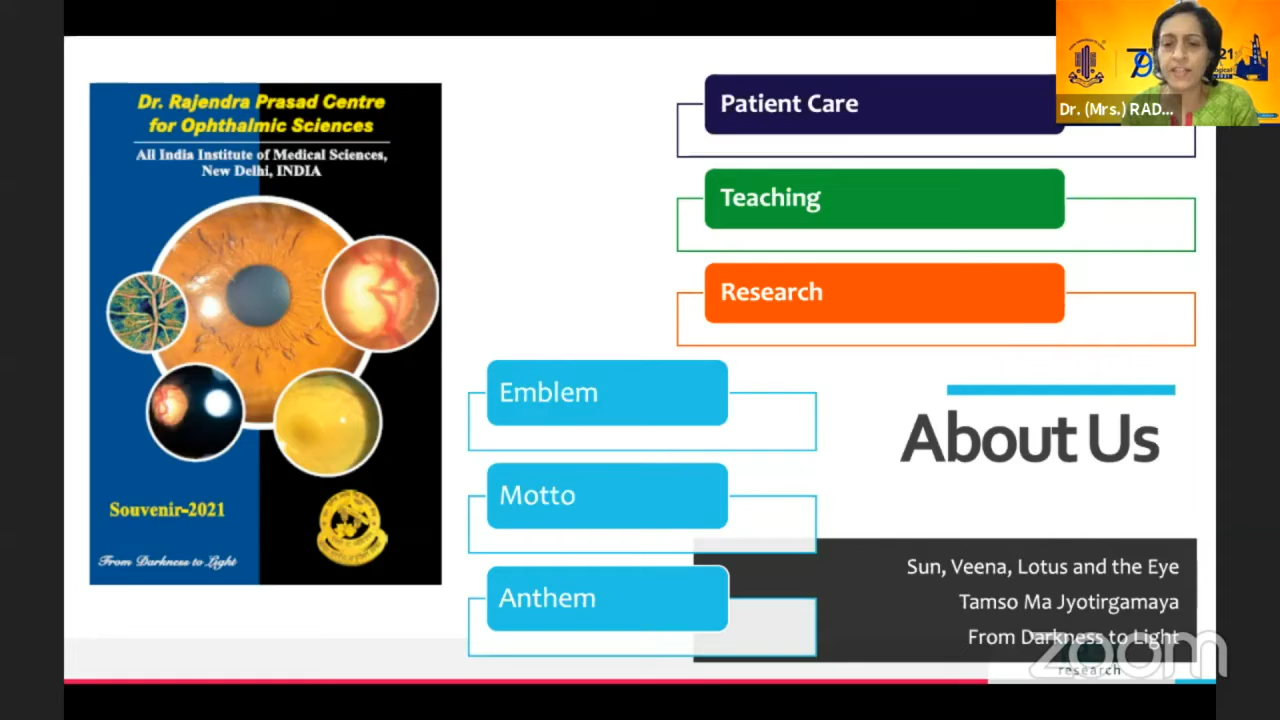 Dr. Rajendra Prasad Centre
for Ophthalmic Sciences
All India Institute of Medical Sciences,
New Delhi, INDIA
Souvenir-2021
From Darkness to Light
Patient Care
Teaching
Research
Emblem
Motto
Anthem
About Us
Sun, Veena, Lotus and the Eye
Tamso Ma Jyotirgamaya
From Darkness to Light
research
zoom
Dr. (Mrs.) RAD...